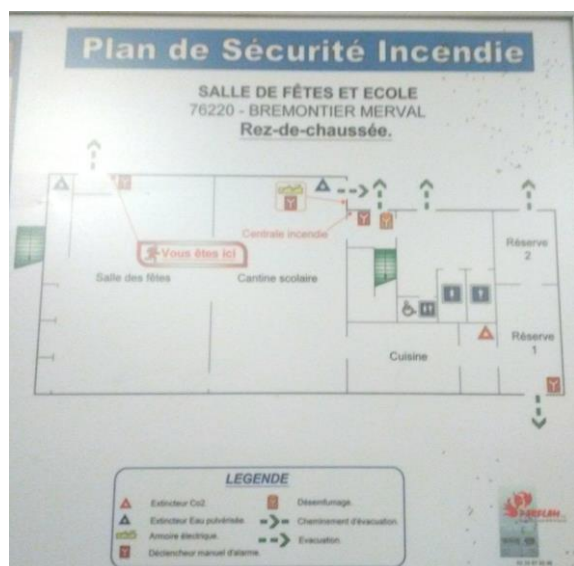 Plan de Sécurité Incendie
SALLE DE FÊTES ET ECOLE
76220 - BREMONTIER MERVAL
Rez-de-chaussée.
Centrale incendie
Vous êtes ici
Salle des fêtes
Cantine scolaire
Réserve
2
Réserve
1
Cuisine
LEGENDE
Extincteur Co2
Extincteur Eau pulvérisée.
Armoire électrique.
Déclencheur manuel d'alarme.
Désenfumage.
Cheminement d'évacuation
Evacuation